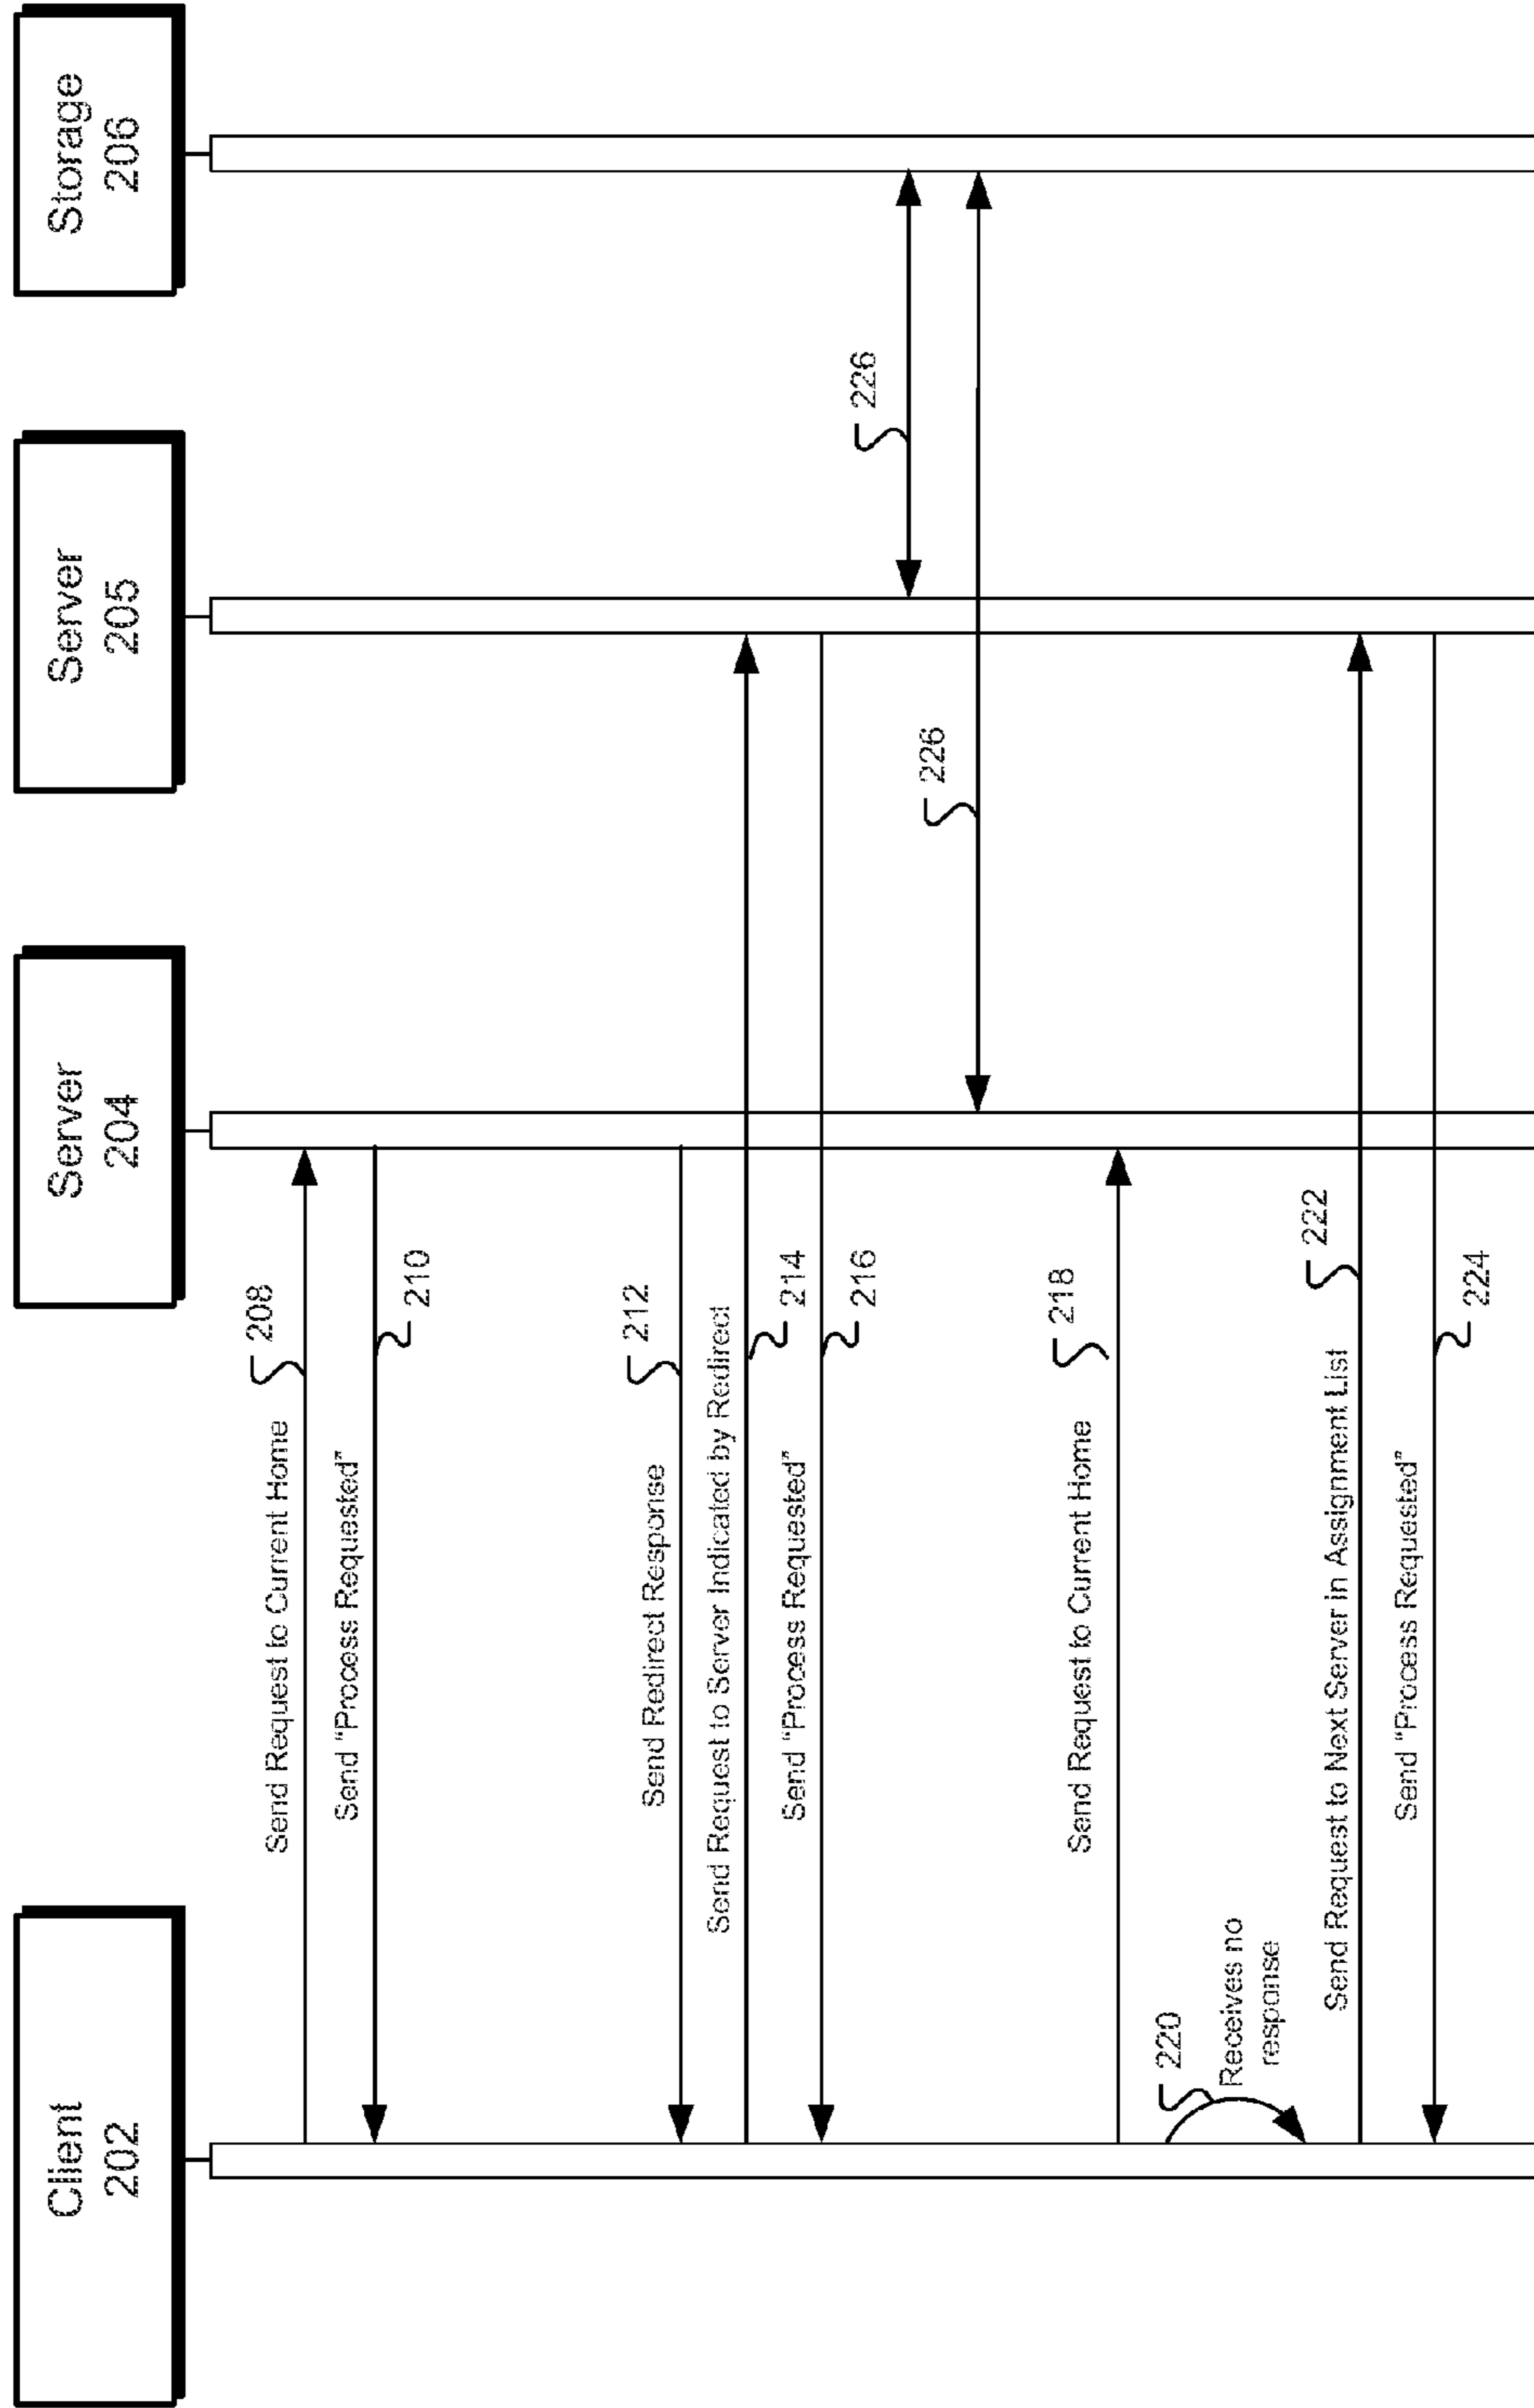 Client
202
Server
204
Server
205
Storage
206
Send Request to Current Home
208
Send "Process Requested"
210
Send Redirect Response
212
Send Request to Server Indicated by Redirect
214
Send "Process Requested"
216
226
226
Send Request to Current Home
218
220
Receives no
response
Send Request to Next Server in Assignment List
222
Send "Process Requested"
224